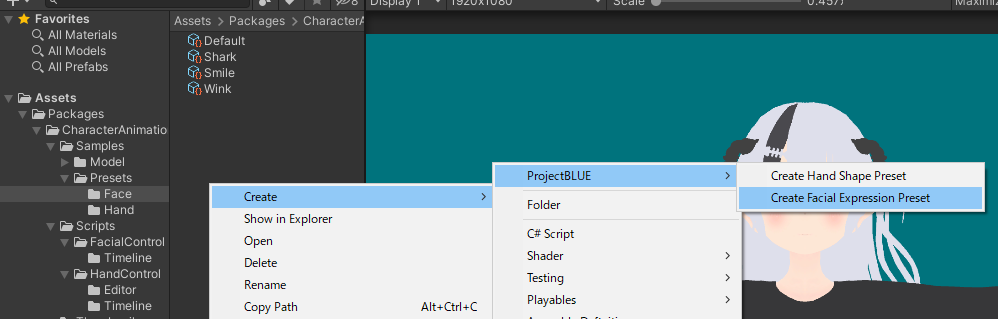 Display 1
1920x1080
Scale
0.457
Favorites
All Materials
All Models
All Prefabs
Assets
Packages
CharacterAnimatio
Samples
Model
Presets
Face
Hand
Scripts
FacialControl
Timeline
HandControl
Editor
Timeline
Assets > Packages > Character
Default
Shark
Smile
Wink
Create
Show in Explorer
Open
Delete
Rename
Copy Path Alt+Ctrl+C
ProjectBLUE
Folder
C# Script
Shader
Testing
Playables
Create Hand Shape Preset
Create Facial Expression Preset